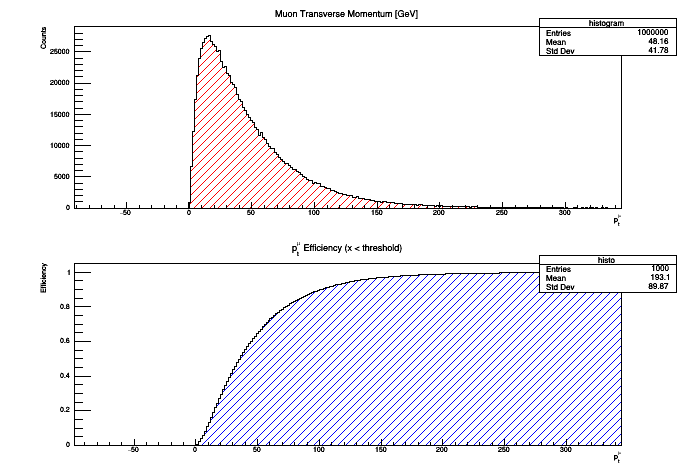 Muon Transverse Momentum [GeV]
histogram
Entries 1000000
Mean 48.16
Std Dev 41.78
Counts
25000
20000
15000
10000
5000
0
-50 0 50 100 150 200 250 300
p_t^μ
p_t^μ Efficiency (x < threshold)
histo
Entries 1000
Mean 193.1
Std Dev 89.87
Efficiency
1
0.8
0.6
0.4
0.2
0
-50 0 50 100 150 200 250 300
p_t^μ